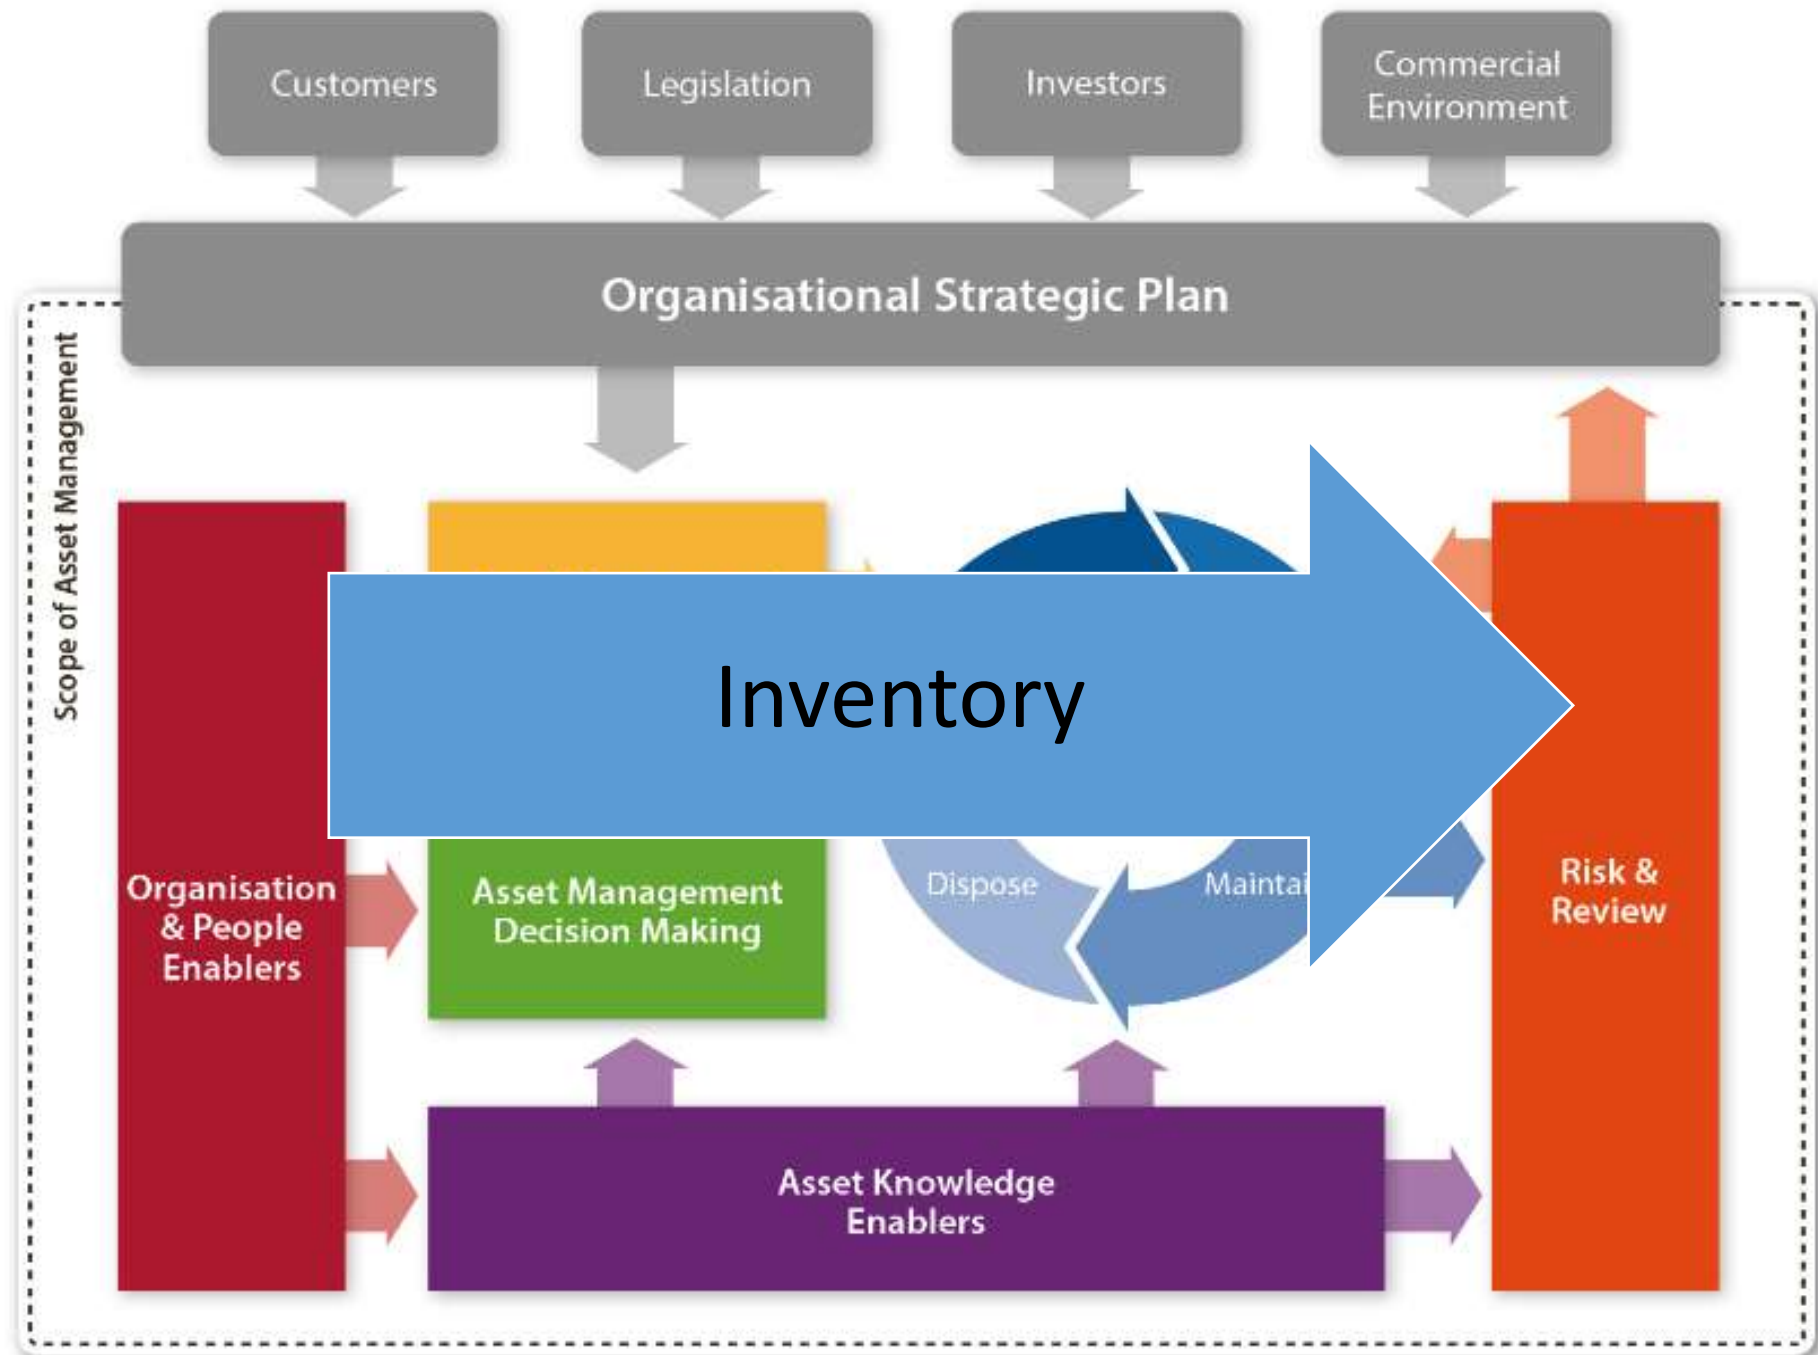 Customers
Legislation
Investors
Commercial
Environment
Organisational Strategic Plan
Scope of Asset Management
Inventory
Organisation
& People
Enablers
Asset Management
Decision Making
Dispose
Maintai
Risk &
Review
Asset Knowledge
Enablers